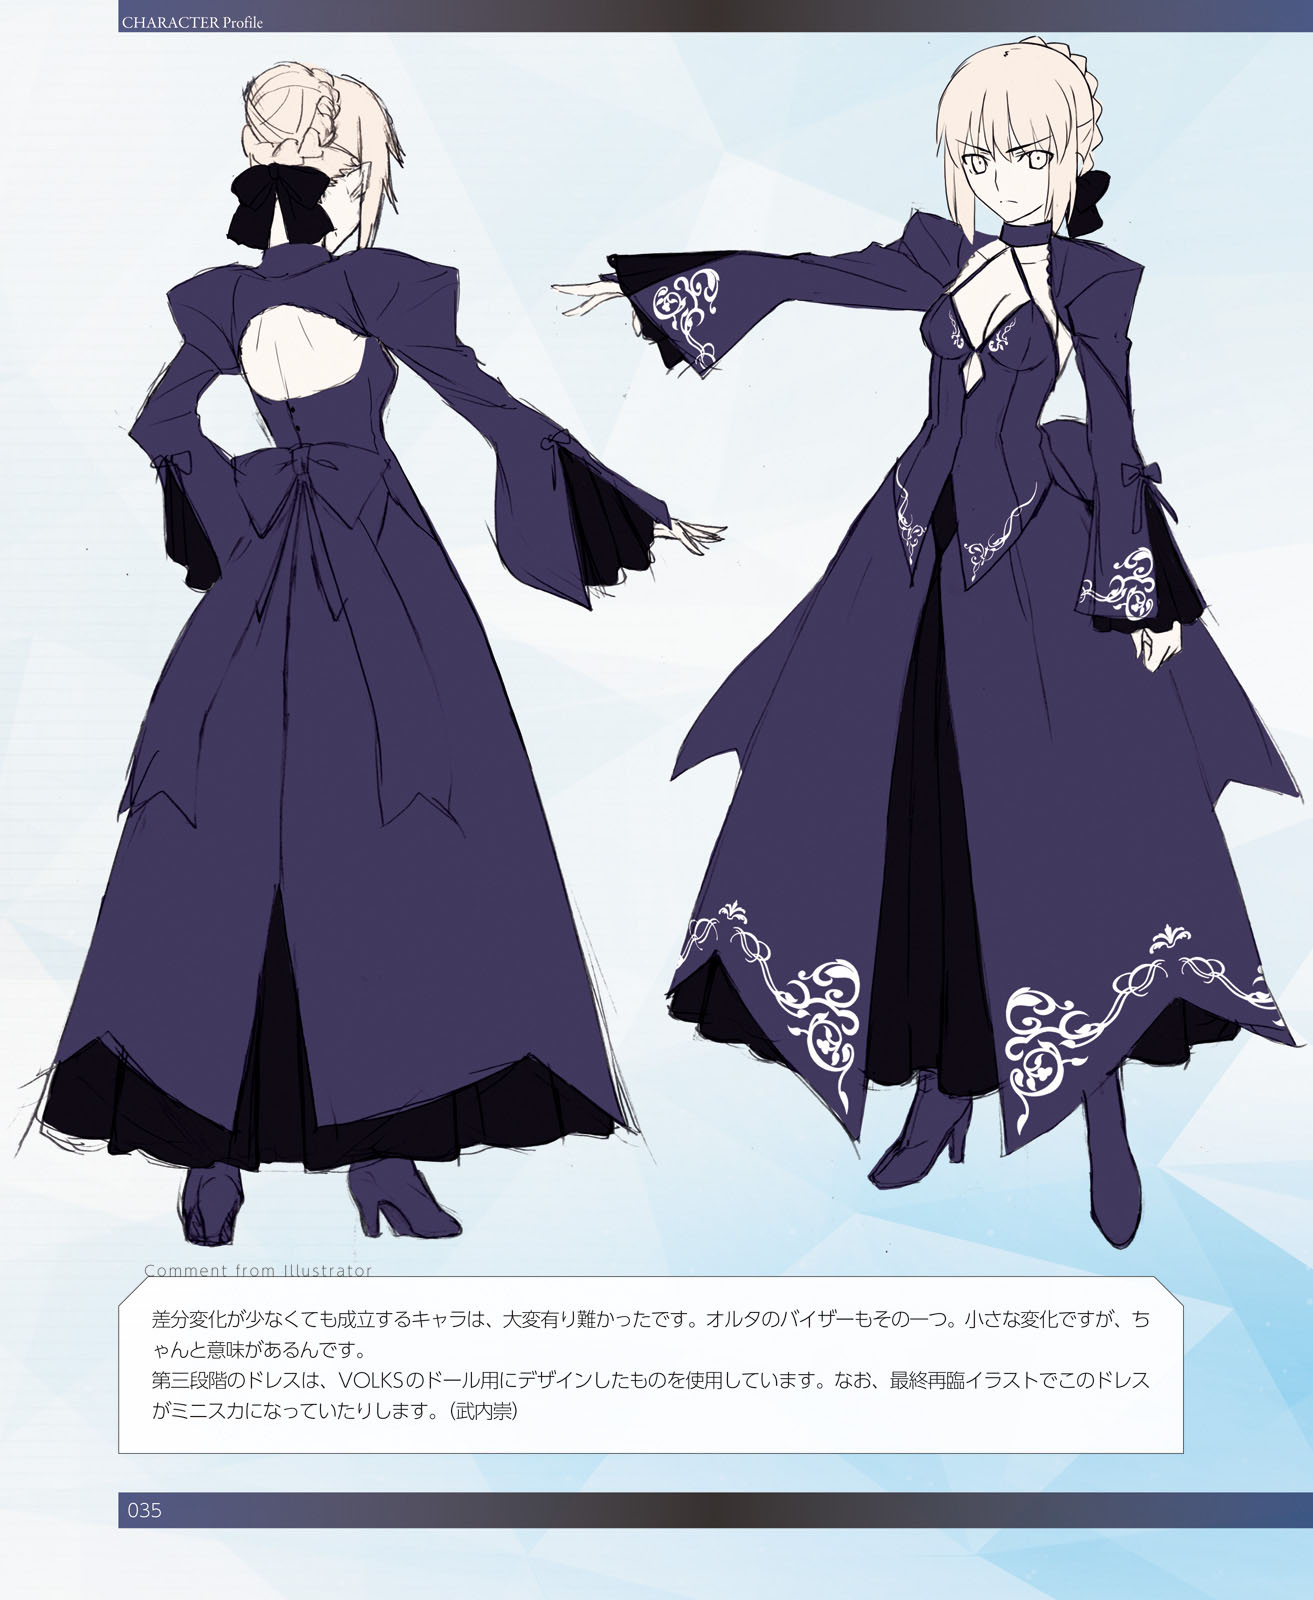 CHARACTER Profile
Comment from Illustrator
差分変化が少なくても成立するキャラは、大変有り難かったです。オルタのバイザーもその一つ。小さな変化ですが、ち
ゃんと意味があるんです。
第三段階のドレスは、VOLKSのドール用にデザインしたものを使用しています。なお、最終再臨イラストでこのドレス
がミニスカになっていたりします。（武内崇）
035